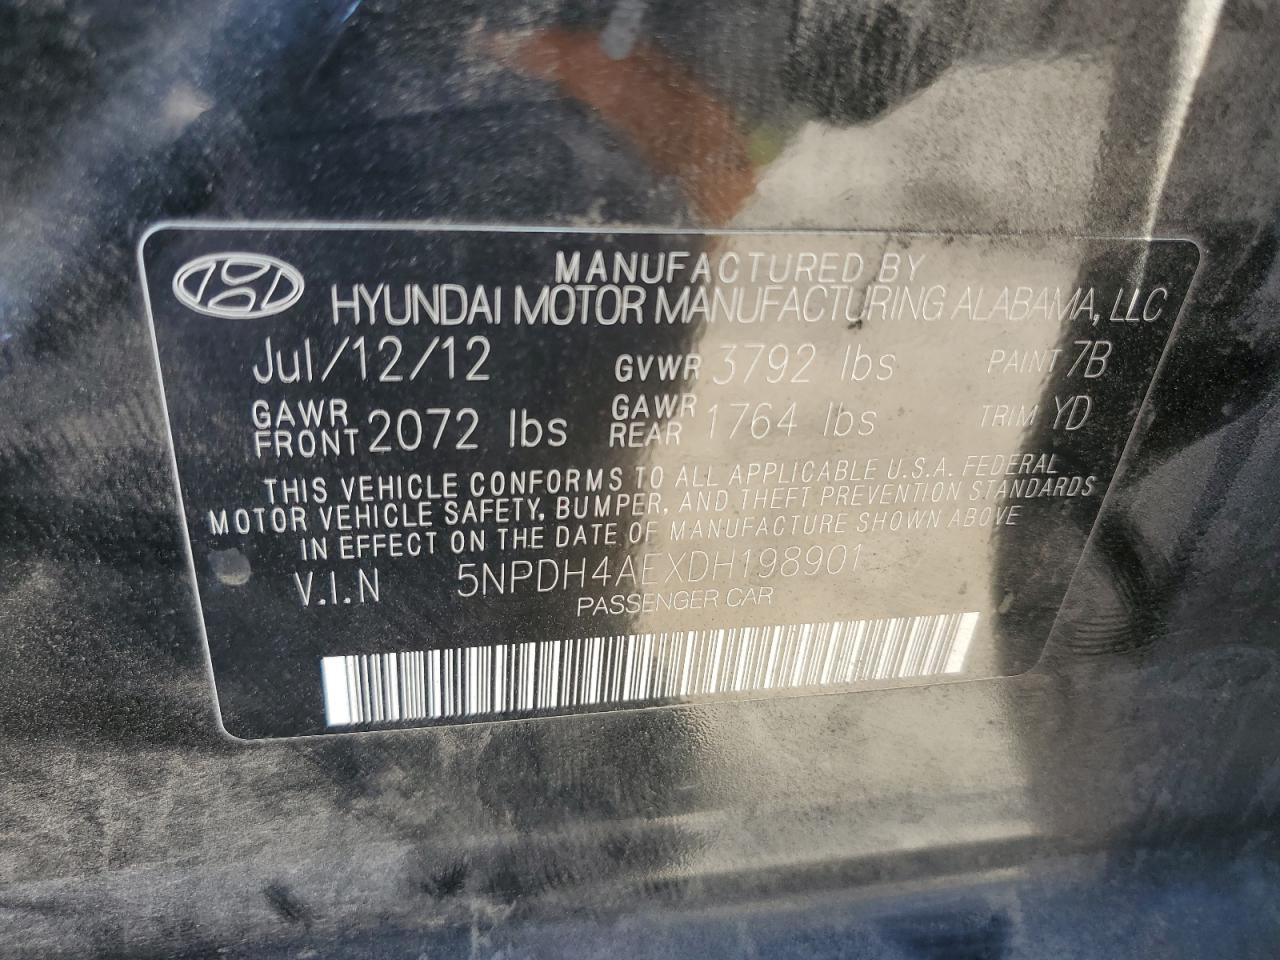 MANUFACTURED BY
HYUNDAI MOTOR MANUFACTURING ALABAMA, LLC
Jul/12/12 GVWR 3792 lbs PAINT 7B
GAWR FRONT 2072 lbs GAWR REAR 1764 lbs TRIM YD
THIS VEHICLE CONFORMS TO ALL APPLICABLE U.S.A. FEDERAL
MOTOR VEHICLE SAFETY, BUMPER, AND THEFT PREVENTION STANDARDS
IN EFFECT ON THE DATE OF MANUFACTURE SHOWN ABOVE
V.I.N 5NPDH4AEXDH198901
PASSENGER CAR